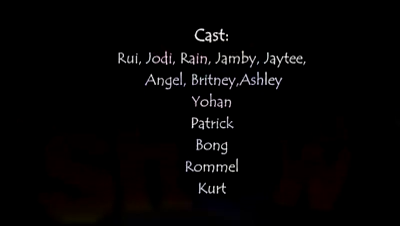 Cast:
Rui, Jodi, Rain, Jamby, Jaytee,
Angel, Britney,Ashley
Yohan
Patrick
Bong
Rommel
Kurt